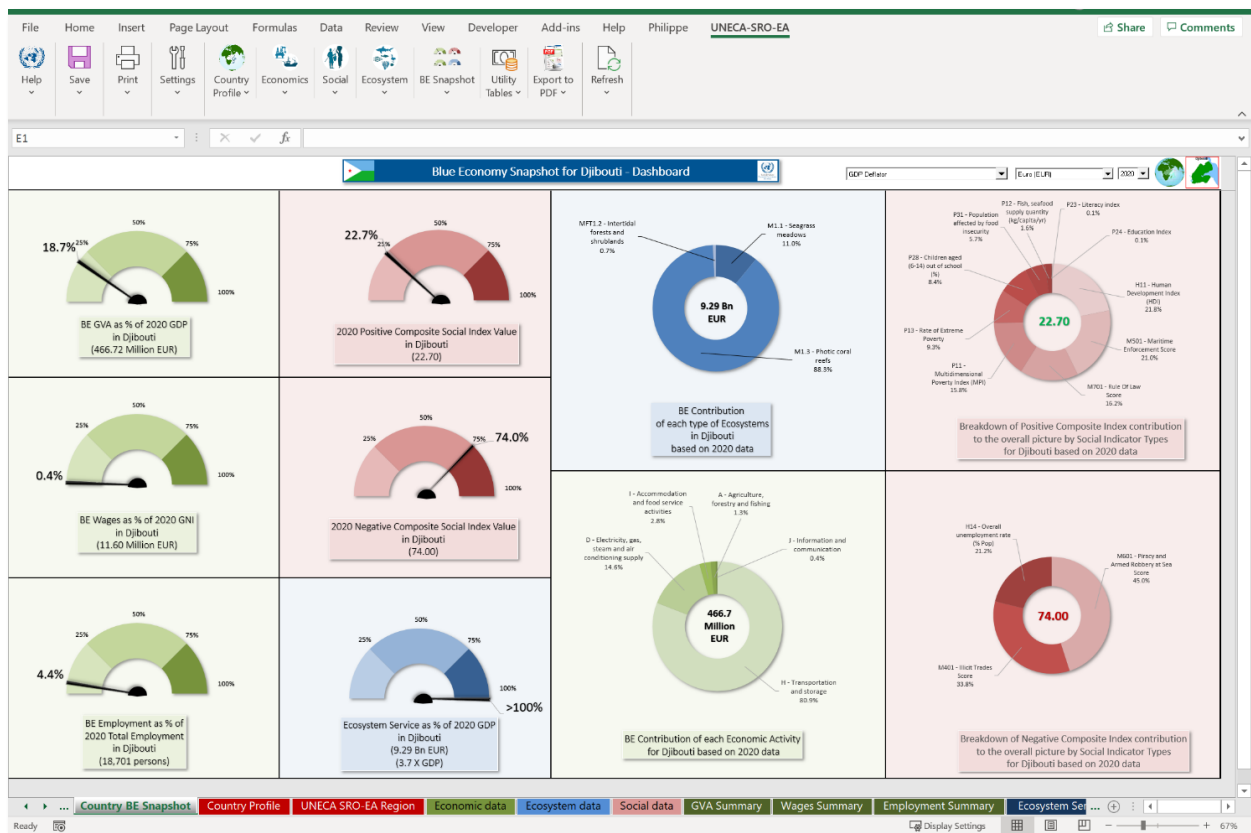 File Home Insert Page Layout Formulas Data Review View Developer Add-ins Help Philippe UNECA-SRO-EA Share Comments
Help Save Print Settings Country Economics Social Ecosystem BE Snapshot Utility Export to Refresh
Profile Tables PDF
E1 fx
Blue Economy Snapshot for Djibouti - Dashboard GDP Deflator Euro (EUR) 2020
18.7%
25%
50%
75%
100%
BE GVA as % of 2020 GDP
in Djibouti
(466.72 Million EUR)
22.7%
25%
50%
75%
100%
2020 Positive Composite Social Index Value
in Djibouti
(22.70)
MFT1.2 - Intertidal
forests and
shrublands
0.7%
M1.1 - Seagrass
meadows
11.0%
9.29 Bn
EUR
M1.3 - Photic coral
reefs
88.3%
BE Contribution
of each type of Ecosystems
in Djibouti
based on 2020 data
P12 - Fish, seafood
supply quantity
(kg/capita/yr)
1.6%
P23 - Literacy index
0.1%
P31 - Population
affected by food
insecurity
5.7%
P24 - Education Index
0.1%
P28 - Children aged
(6-14) out of school
(%)
8.4%
H11 - Human
Development Index
(HDI)
21.8%
22.70
P13 - Rate of Extreme
Poverty
9.3%
M501 - Maritime
Enforcement Score
21.0%
P11 -
Multidimensional
Poverty Index (MPI)
15.8%
M701 - Rule Of Law
Score
16.2%
Breakdown of Positive Composite Index contribution
to the overall picture by Social Indicator Types
for Djibouti based on 2020 data
0.4%
25%
50%
75%
100%
BE Wages as % of 2020 GNI
in Djibouti
(11.60 Million EUR)
25%
50%
75%
74.0%
100%
2020 Negative Composite Social Index Value
in Djibouti
(74.00)
4.4%
25%
50%
75%
100%
BE Employment as % of
2020 Total Employment
in Djibouti
(18,701 persons)
25%
50%
75%
100%
>100%
Ecosystem Service as % of 2020 GDP
in Djibouti
(9.29 Bn EUR)
(3.7 X GDP)
I - Accommodation
and food service
activities
2.8%
A - Agriculture,
forestry and fishing
1.3%
D - Electricity, gas,
steam and air
conditioning supply
14.6%
J - Information and
communication
0.4%
466.7
Million
EUR
H - Transportation
and storage
80.9%
BE Contribution of each Economic Activity
for Djibouti based on 2020 data
H14 - Overall
unemployment rate
(% Pop)
21.2%
M601 - Piracy and
Armed Robbery at Sea
Score
45.0%
74.00
M401 - Illicit Trades
Score
33.8%
Breakdown of Negative Composite Index contribution
to the overall picture by Social Indicator Types
for Djibouti based on 2020 data
... Country BE Snapshot Country Profile UNECA SRO-EA Region Economic data Ecosystem data Social data GVA Summary Wages Summary Employment Summary Ecosystem Ser ...
Ready Display Settings 67%